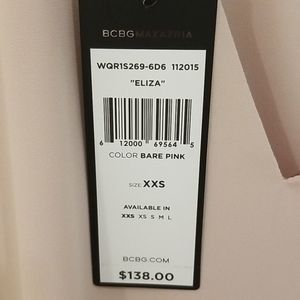 BCBGMAXAZRIA
WQR1S269-6D6 112015
"ELIZA"
6 12000 69564 5
COLOR BARE PINK
SIZE XXS
AVAILABLE IN
XXS XS S M L
BCBG.COM
$138.00